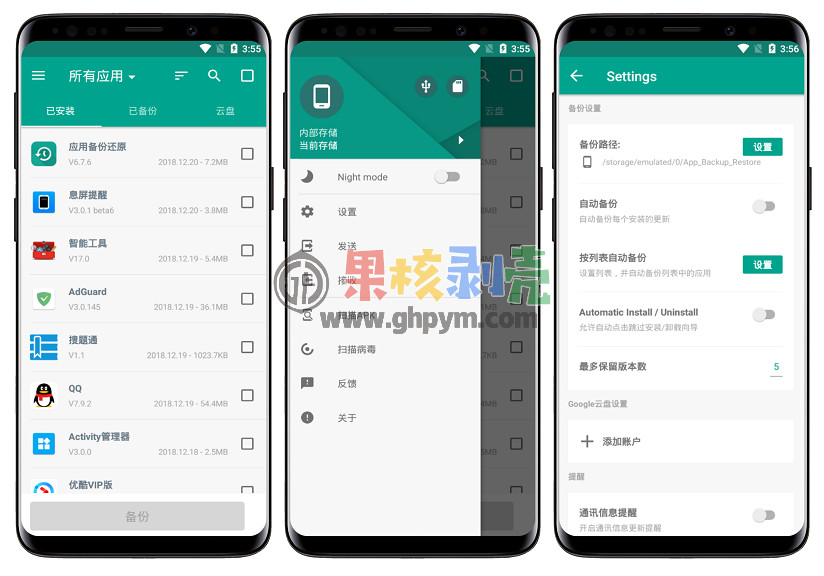 3:55
所有应用
已安装
已备份
云盘
应用备份还原
V6.7.6
2018.12.20 - 7.2MB
息屏提醒
V3.0.1 beta6
2018.12.20 - 3.8MB
智能工具
V17.0
2018.12.19 - 5.4MB
AdGuard
V3.0.145
2018.12.19 - 36.1MB
搜题通
V1.1
2018.12.19 - 1023.7KB
QQ
V7.9.2
2018.12.19 - 54.4MB
Activity管理器
V3.0.0
2018.12.18 - 2.5MB
优酷VIP版
备份
3:55
云盘
内部存储
当前存储
Night mode
设置
发送
接收
扫描APK
扫描病毒
反馈
关于
果核剥壳
www.ghpym.com
3:56
Settings
备份设置
备份路径:
设置
/storage/emulated/0/App_Backup_Restore
自动备份
自动备份每个安装的更新
按列表自动备份
设置列表，并自动备份列表中的应用
设置
Automatic Install / Uninstall
允许自动点击跳过安装/卸载向导
最多保留版本数
5
Google云盘设置
添加账户
提醒
通讯信息提醒
开启通讯信息更新提醒